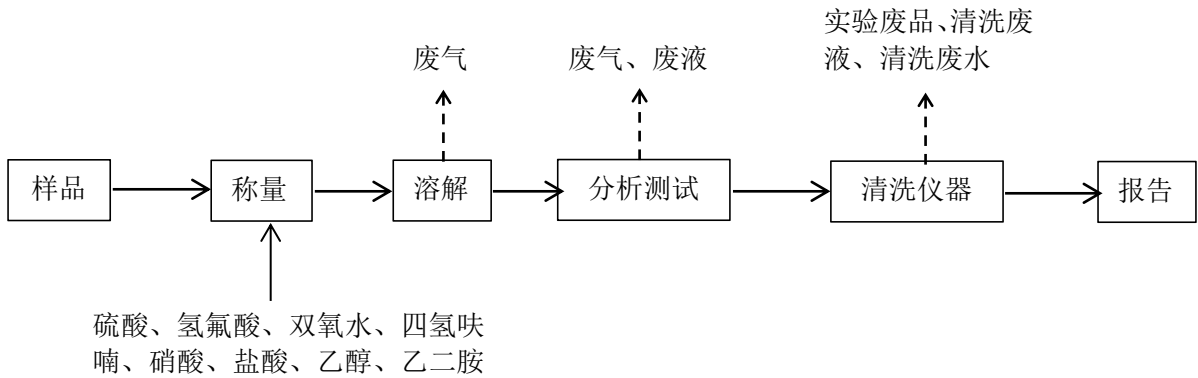 实验废品、清洗废
液、清洗废水
废气
废气、废液
样品
称量
溶解
分析测试
清洗仪器
报告
硫酸、氢氟酸、双氧水、四氢呋
喃、硝酸、盐酸、乙醇、乙二胺